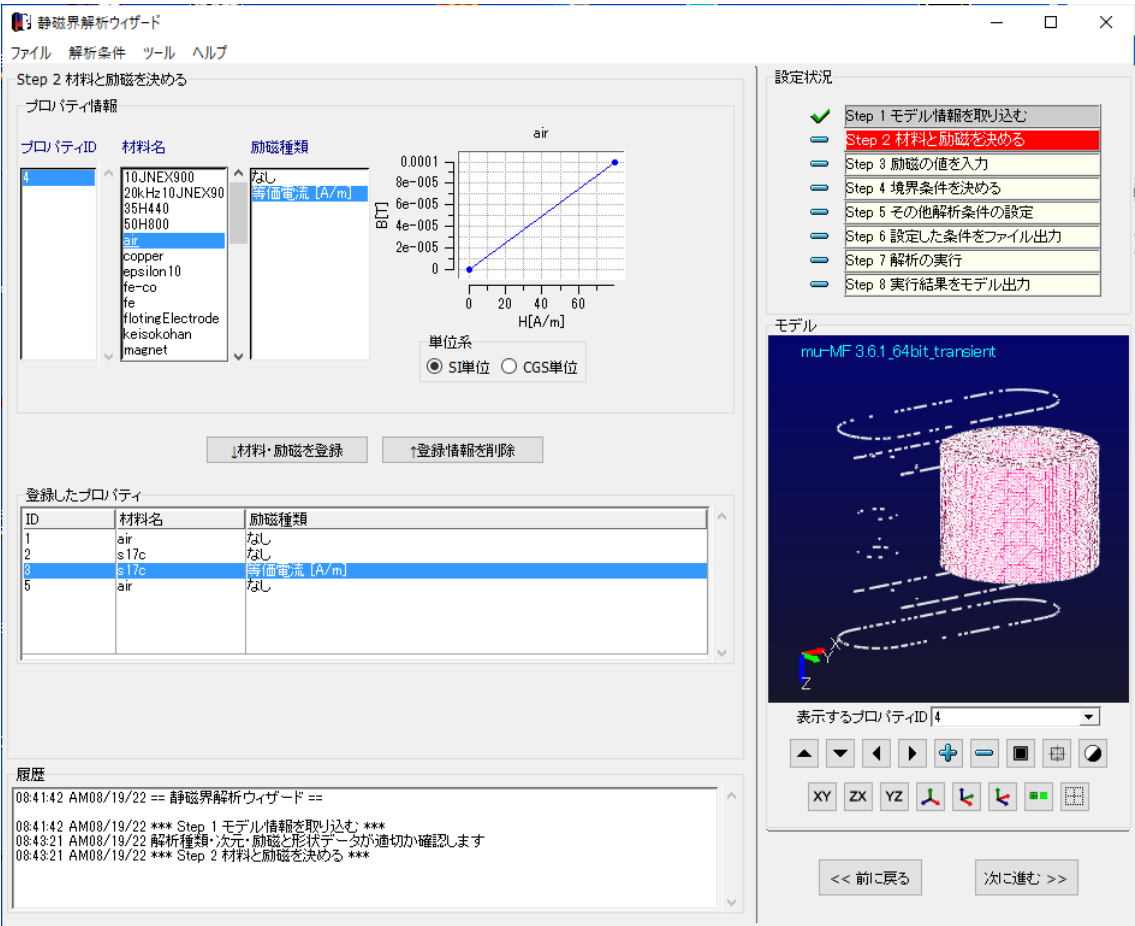 静磁界解析ウィザード
ファイル 解析条件 ツール ヘルプ
Step 2 材料と励磁を決める
プロパティ情報
プロパティID 材料名 励磁種類
4
10JNEX900
20kHz10JNEX90
35H440
50H800
air
copper
epsilon10
fe-co
fe
flotingElectrode
keisokohan
magnet
なし
等価電流 [A/m]
air
0.0001
8e-005
6e-005
4e-005
2e-005
0
B[T]
0 20 40 60
H[A/m]
単位系
SI単位 CGS単位
↓材料・励磁を登録 ↑登録情報を削除
登録したプロパティ
ID 材料名 励磁種類
1 air なし
2 s17c なし
3 s17c 等価電流 [A/m]
5 air なし
履歴
08:41:42 AM08/19/22 == 静磁界解析ウィザード ==
08:41:42 AM08/19/22 *** Step 1 モデル情報を取り込む ***
08:43:21 AM08/19/22 解析種類・次元・励磁と形状データが適切か確認します
08:43:21 AM08/19/22 *** Step 2 材料と励磁を決める ***
設定状況
Step 1 モデル情報を取り込む
Step 2 材料と励磁を決める
Step 3 励磁の値を入力
Step 4 境界条件を決める
Step 5 その他解析条件の設定
Step 6 設定した条件をファイル出力
Step 7 解析の実行
Step 8 実行結果をモデル出力
モデル
mu-MF 3.6.1_64bit_transient
X
Y
Z
表示するプロパティID 4
XY ZX YZ
<< 前に戻る 次に進む >>